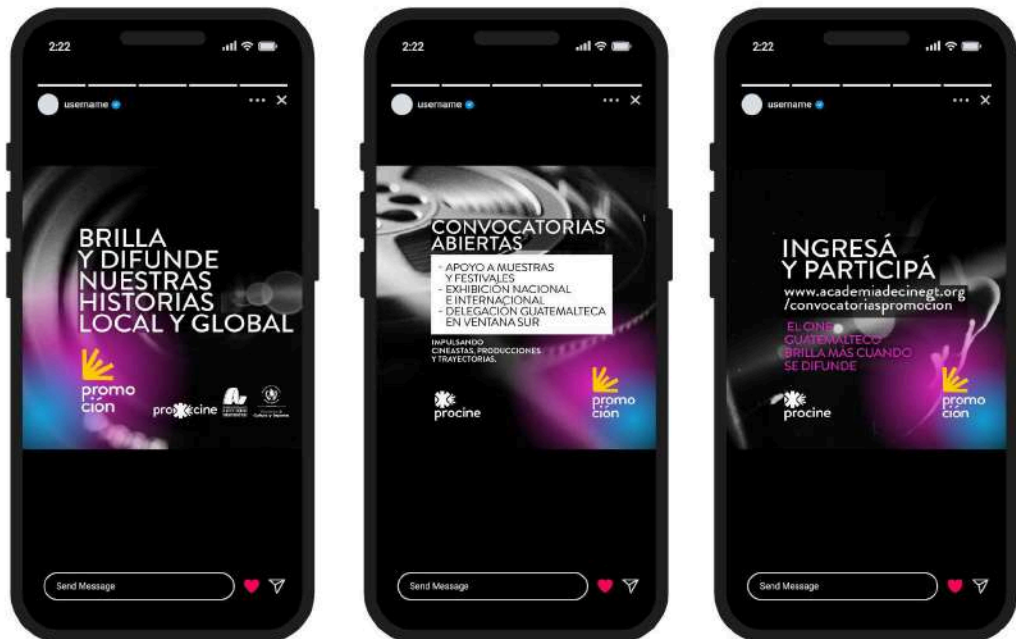 2:22
username
BRILLA
Y DIFUNDE
NUESTRAS
HISTORIAS
LOCAL Y GLOBAL
promo
ción
procine
Cultura y Deportes
Send Message
2:22
username
CONVOCATORIAS
ABIERTAS
- APOYO A MUESTRAS
Y FESTIVALES
- EXHIBICIÓN NACIONAL
E INTERNACIONAL
- DELEGACIÓN GUATEMALTECA
EN VENTANA SUR
IMPULSANDO
CINEASTAS, PRODUCCIONES
Y TRAYECTORIAS.
procine
promo
ción
Send Message
2:22
username
INGRESÁ
Y PARTICIPÁ
www.academiadecinegt.org
/convocatoriaspromocion
EL CINE
GUATEMALTECO
BRILLA MÁS CUANDO
SE DIFUNDE
procine
promo
ción
Send Message